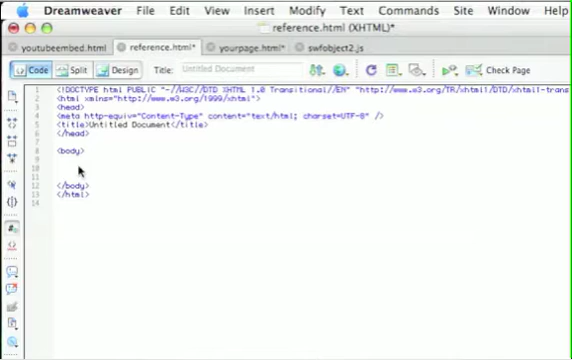 Dreamweaver File Edit View Insert Modify Text Commands Site Window Help
reference.html (XHTML)*
youtubeembed.html reference.html* yourpage.html* swfobject2.js
Code Split Design Title: Untitled Document Check Page
1 <!DOCTYPE html PUBLIC "-//W3C//DTD XHTML 1.0 Transitional//EN" "http://www.w3.org/TR/xhtml1/DTD/xhtml1-trans
2 <html xmlns="http://www.w3.org/1999/xhtml">
3 <head>
4 <meta http-equiv="Content-Type" content="text/html; charset=UTF-8" />
5 <title>Untitled Document</title>
6 </head>
7
8 <body>
9
10
11
12 </body>
13 </html>
14